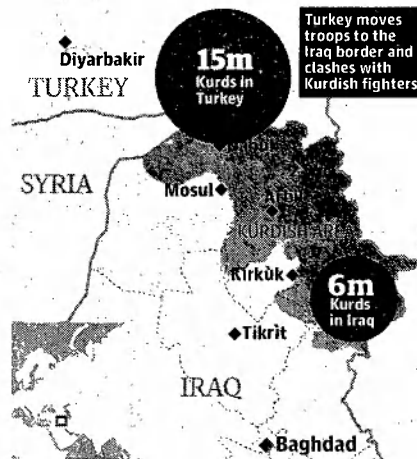 Turkey moves
troops to the
Iraq border and
clashes with
Kurdish fighters
Diyarbakir
TURKEY
15m
Kurds in
Turkey
SYRIA
Mosul
KURDISH AREA
Kirkuk
6m
Kurds
in Iraq
Tikrit
IRAQ
Baghdad